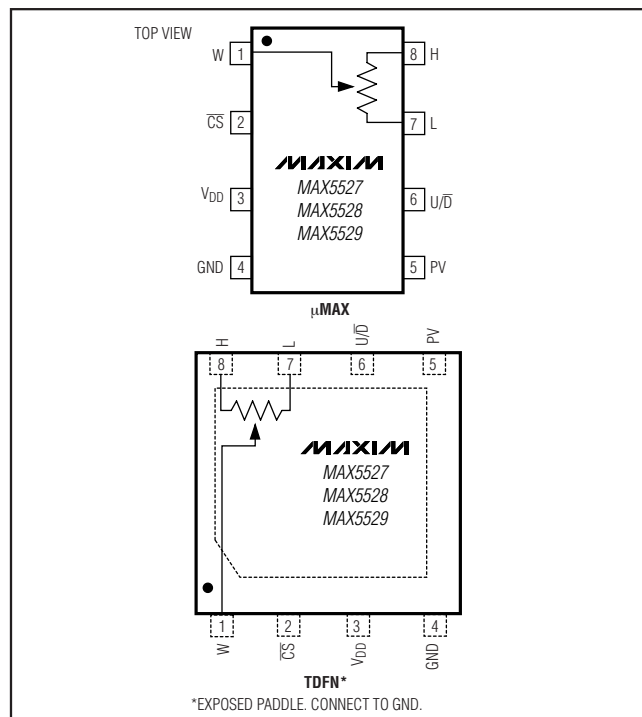 TOP VIEW
W 1
8 H
C̅S̅ 2
7 L
MAXIM
MAX5527
MAX5528
MAX5529
VDD 3
6 U/D̅
GND 4
5 PV
µMAX
H
L
U/D̅
PV
8
7
6
5
MAXIM
MAX5527
MAX5528
MAX5529
1
2
3
4
W
C̅S̅
VDD
GND
TDFN*
*EXPOSED PADDLE. CONNECT TO GND.